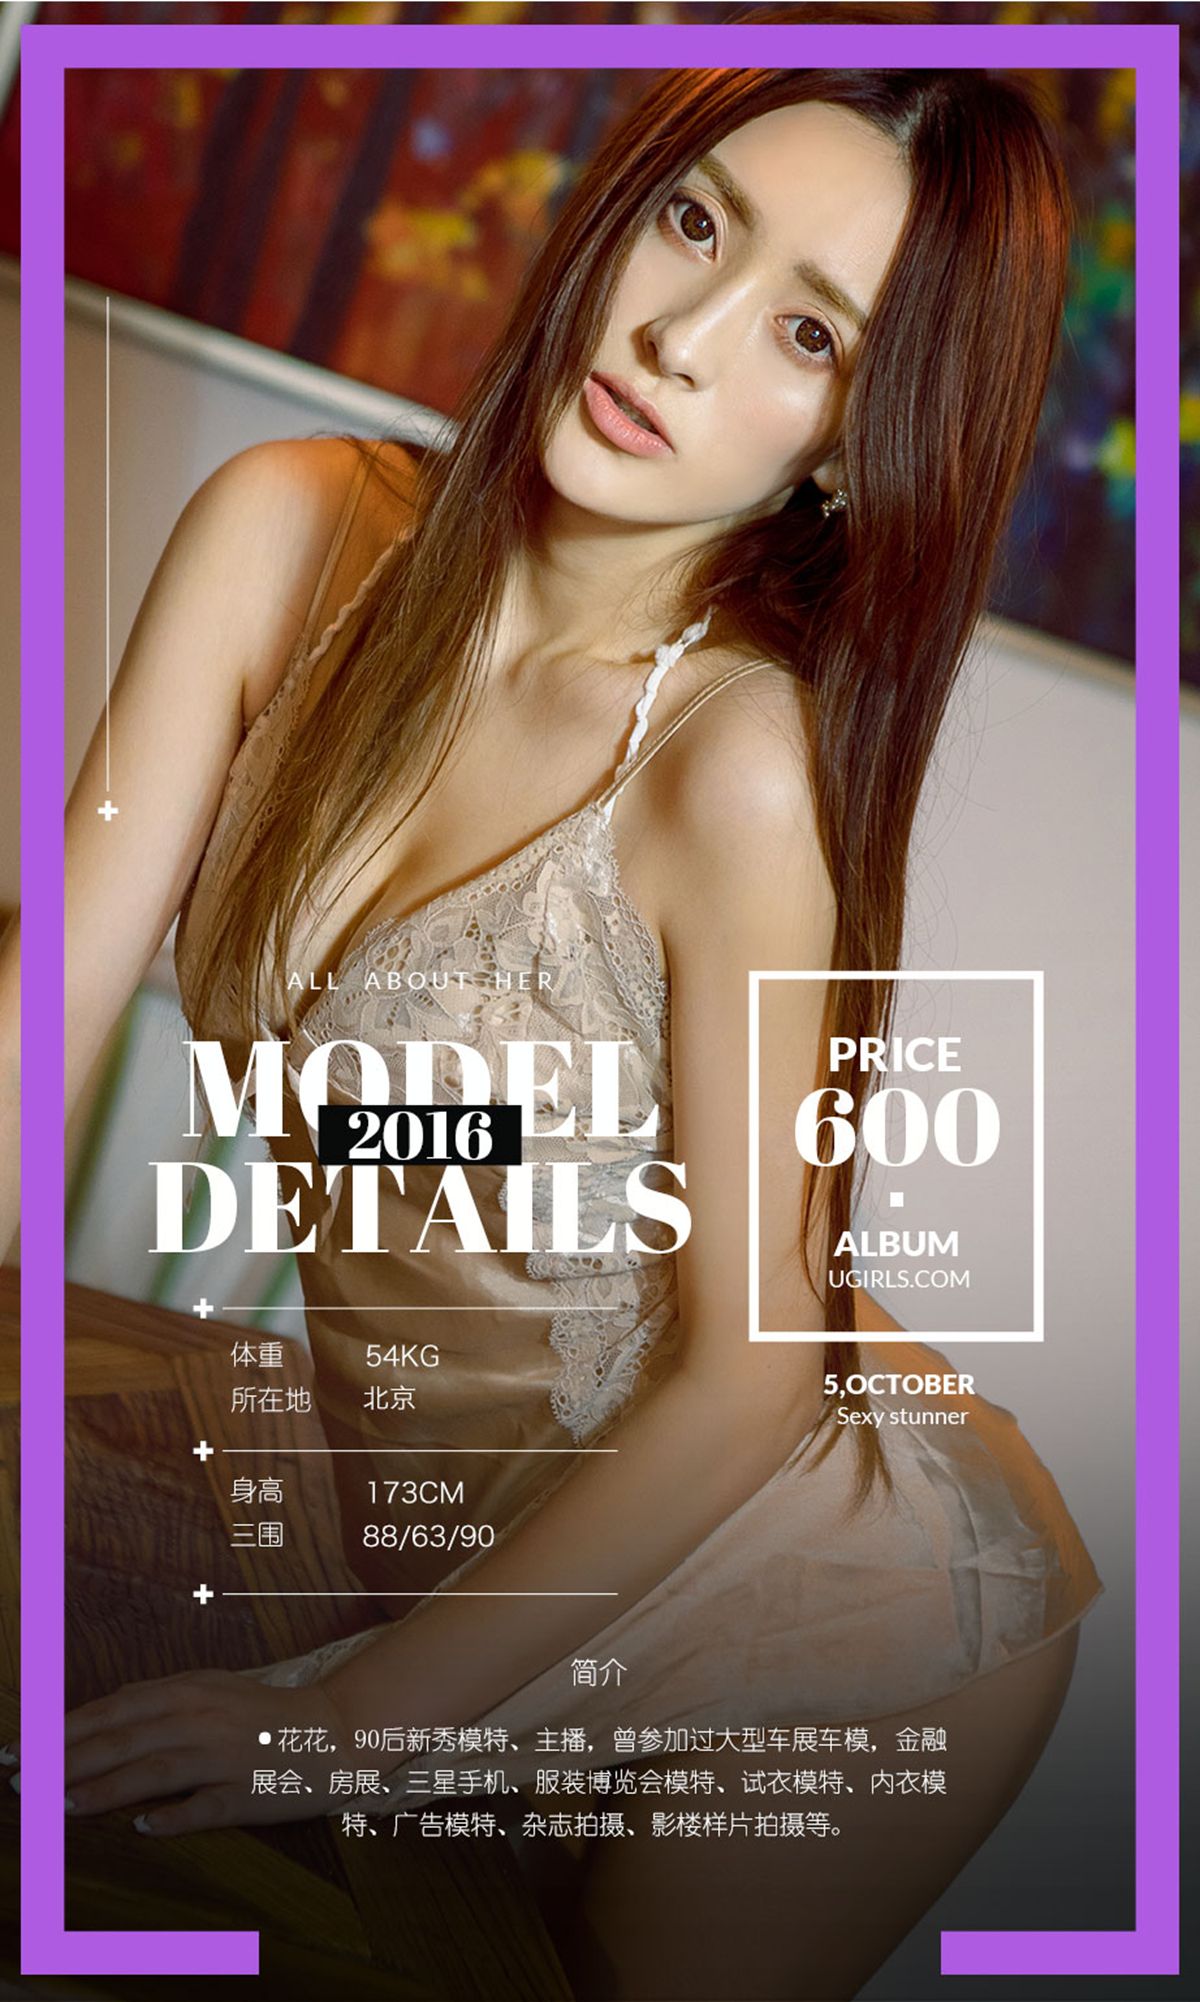 ALL ABOUT HER
MODEL
2016
DETAILS
PRICE
600
ALBUM
UGIRLS.COM
5,OCTOBER
Sexy stunner
体重 54KG
所在地 北京
身高 173CM
三围 88/63/90
简介
●花花，90后新秀模特、主播，曾参加过大型车展车模，金融
展会、房展、三星手机、服装博览会模特、试衣模特、内衣模
特、广告模特、杂志拍摄、影楼样片拍摄等。